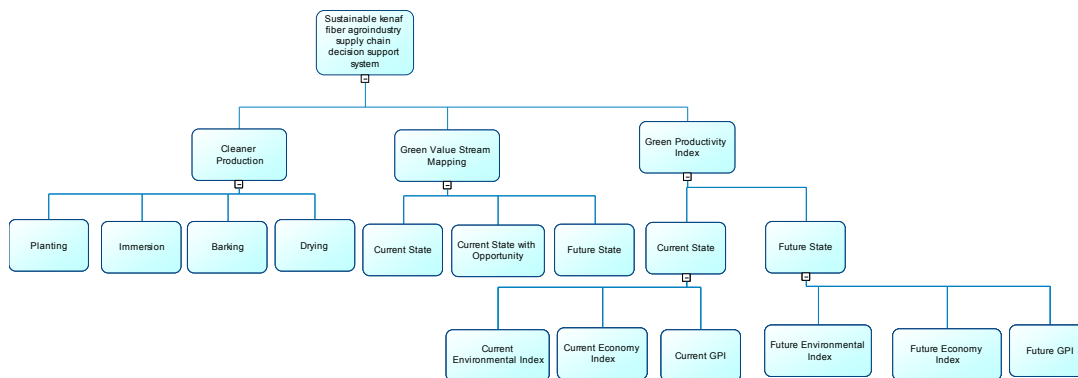 Sustainable kenaf
fiber agroindustry
supply chain
decision support
system
Cleaner
Production
Green Value Stream
Mapping
Green Productivity
Index
Planting
Immersion
Barking
Drying
Current State
Current State with
Opportunity
Future State
Current State
Future State
Current
Environmental Index
Current Economy
Index
Current GPI
Future Environmental
Index
Future Economy
Index
Future GPI